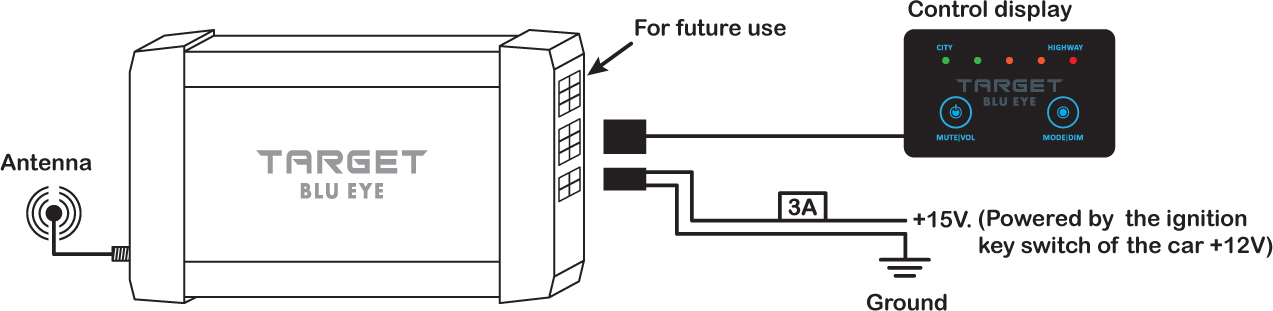 Control display
For future use
CITY HIGHWAY
TARGET
BLU EYE
MUTE|VOL MODE|DIM
Antenna
TARGET
BLU EYE
3A
+15V. (Powered by the ignition
key switch of the car +12V)
Ground